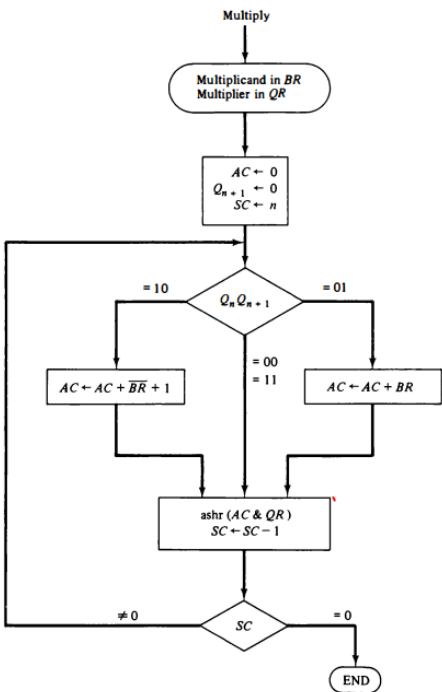 Multiply
Multiplicand in BR
Multiplier in QR
AC ← 0
Qn + 1 ← 0
SC ← n
= 10
QnQn+1
= 01
= 00
= 11
AC ← AC + B̅R̅ + 1
AC ← AC + BR
ashr (AC & QR)
SC ← SC − 1
≠0
SC
= 0
END